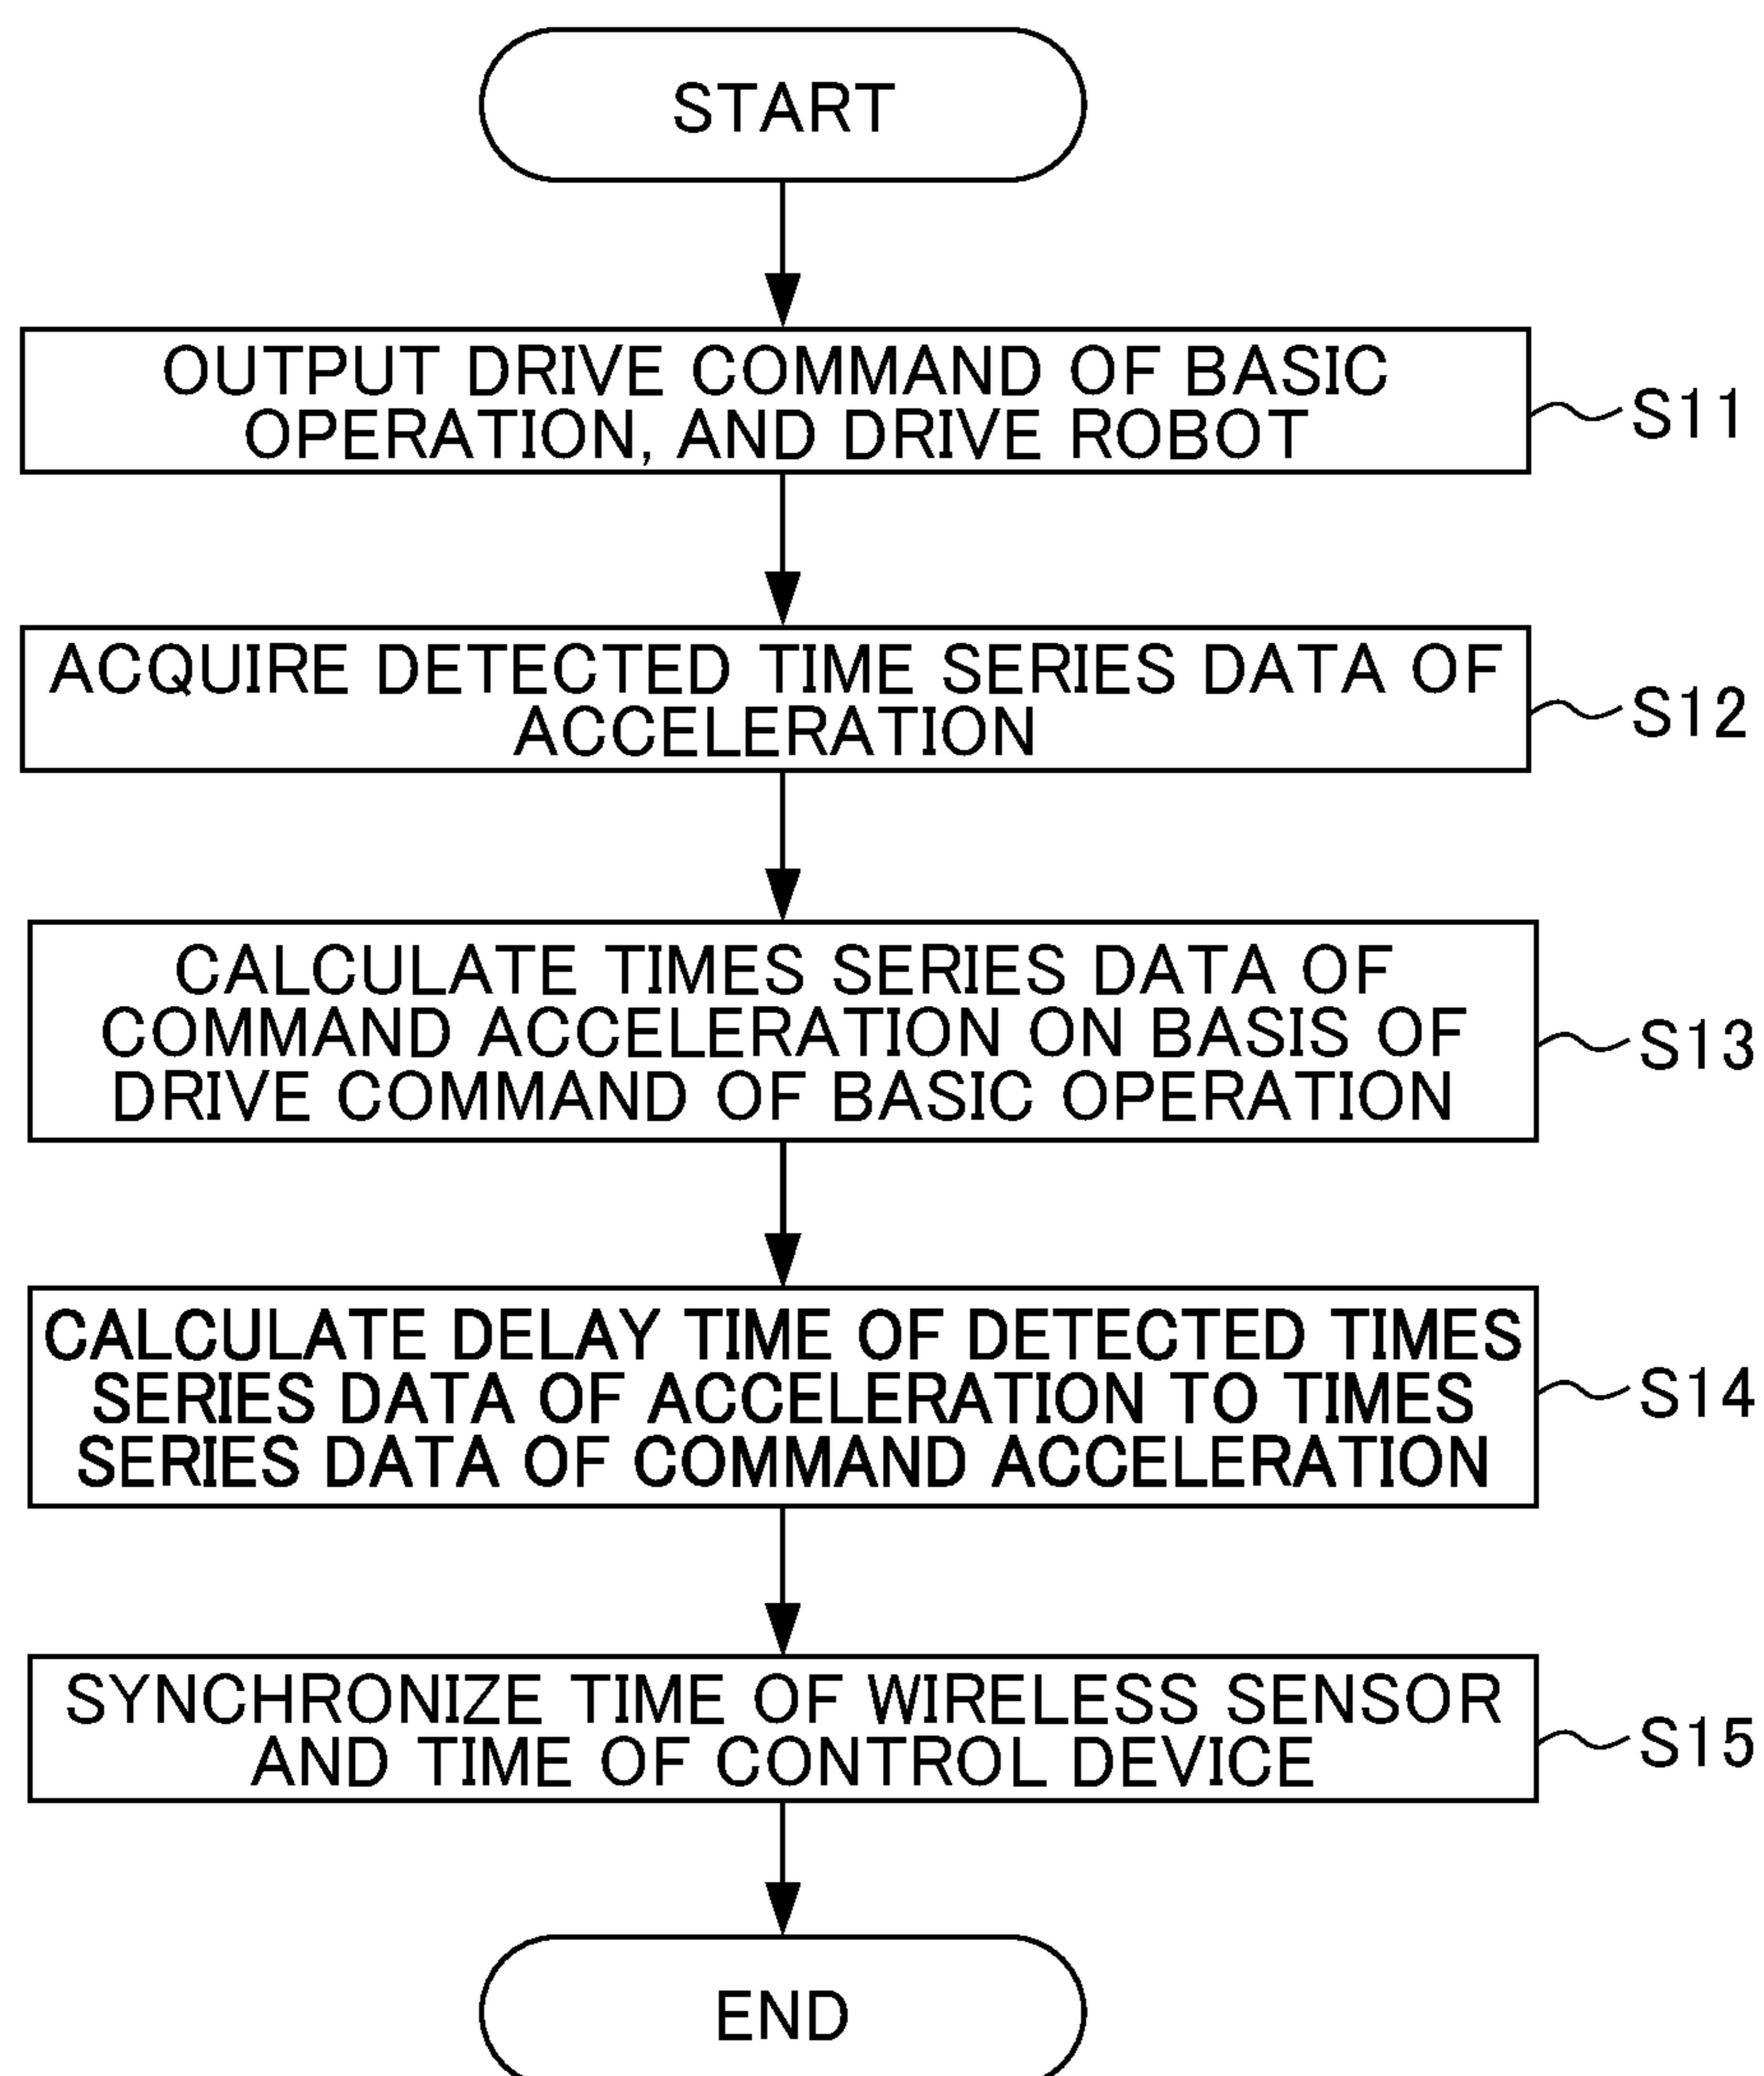 START
OUTPUT DRIVE COMMAND OF BASIC
OPERATION, AND DRIVE ROBOT
S11
ACQUIRE DETECTED TIME SERIES DATA OF
ACCELERATION
S12
CALCULATE TIMES SERIES DATA OF
COMMAND ACCELERATION ON BASIS OF
DRIVE COMMAND OF BASIC OPERATION
S13
CALCULATE DELAY TIME OF DETECTED TIMES
SERIES DATA OF ACCELERATION TO TIMES
SERIES DATA OF COMMAND ACCELERATION
S14
SYNCHRONIZE TIME OF WIRELESS SENSOR
AND TIME OF CONTROL DEVICE
S15
END